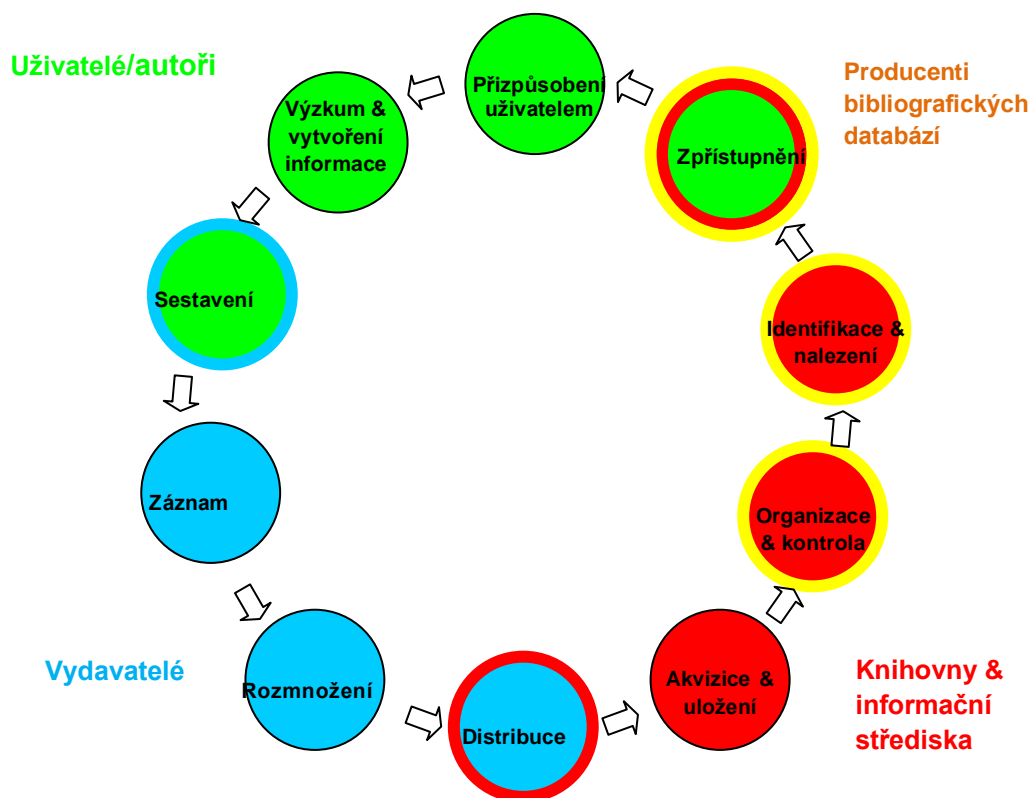 Uživatelé/autoři
Přizpůsobení
uživatelem
Producenti
bibliografických
databází
Výzkum &
vytvoření
informace
Zpřístupnění
Sestavení
Identifikace &
nalezení
Záznam
Organizace
& kontrola
Vydavatelé
Rozmnožení
Distribuce
Akvizice &
uložení
Knihovny &
informační
střediska